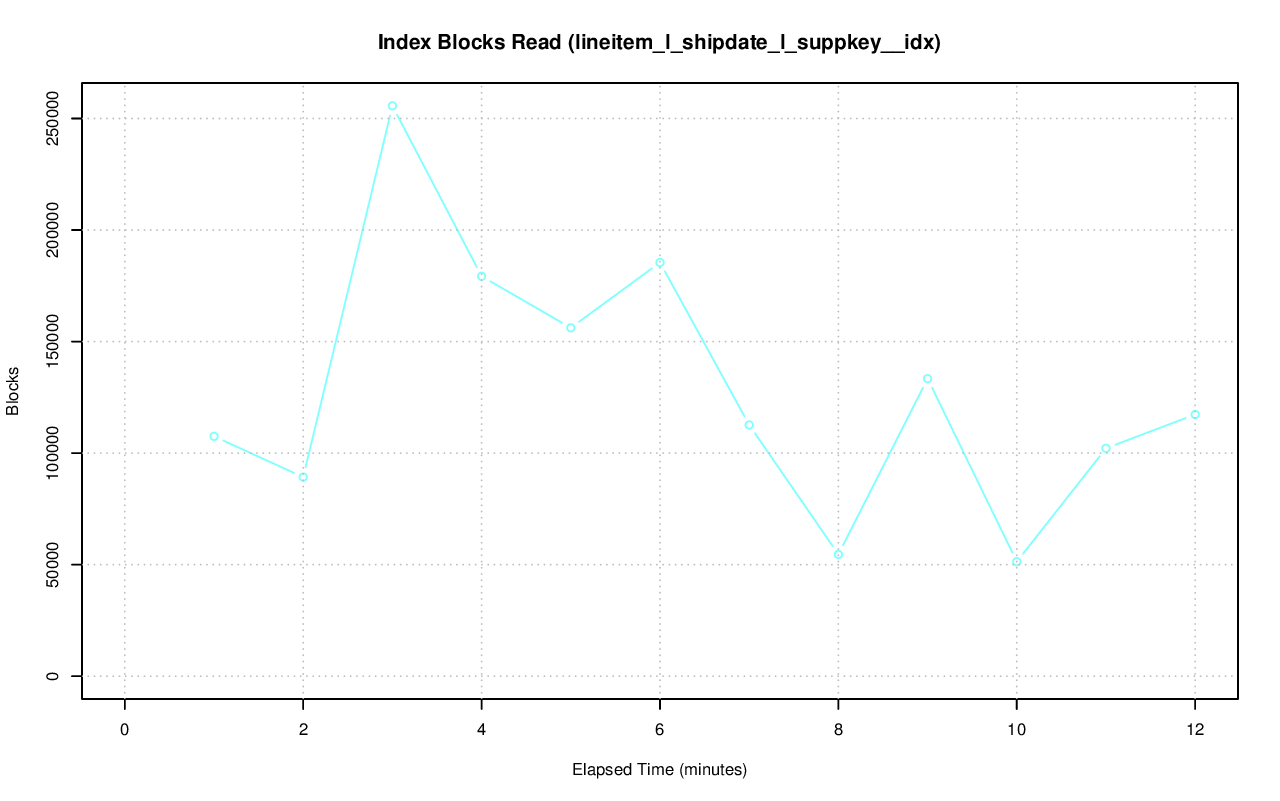 Index Blocks Read (lineitem_l_shipdate_l_suppkey__idx)
250000
200000
150000
100000
50000
0
Blocks
0 2 4 6 8 10 12
Elapsed Time (minutes)